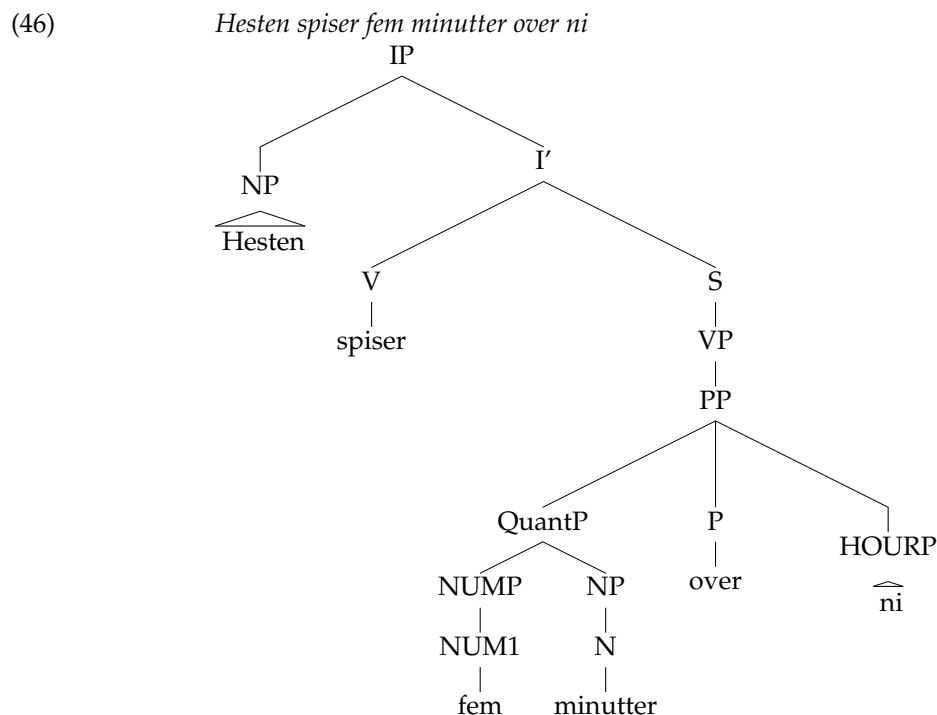 (46) Hesten spiser fem minutter over ni
IP
I'
NP
Hesten
V S
spiser VP
PP
QuantP P
HOURP
NUMP NP over
ni
NUM1 N
fem minutter